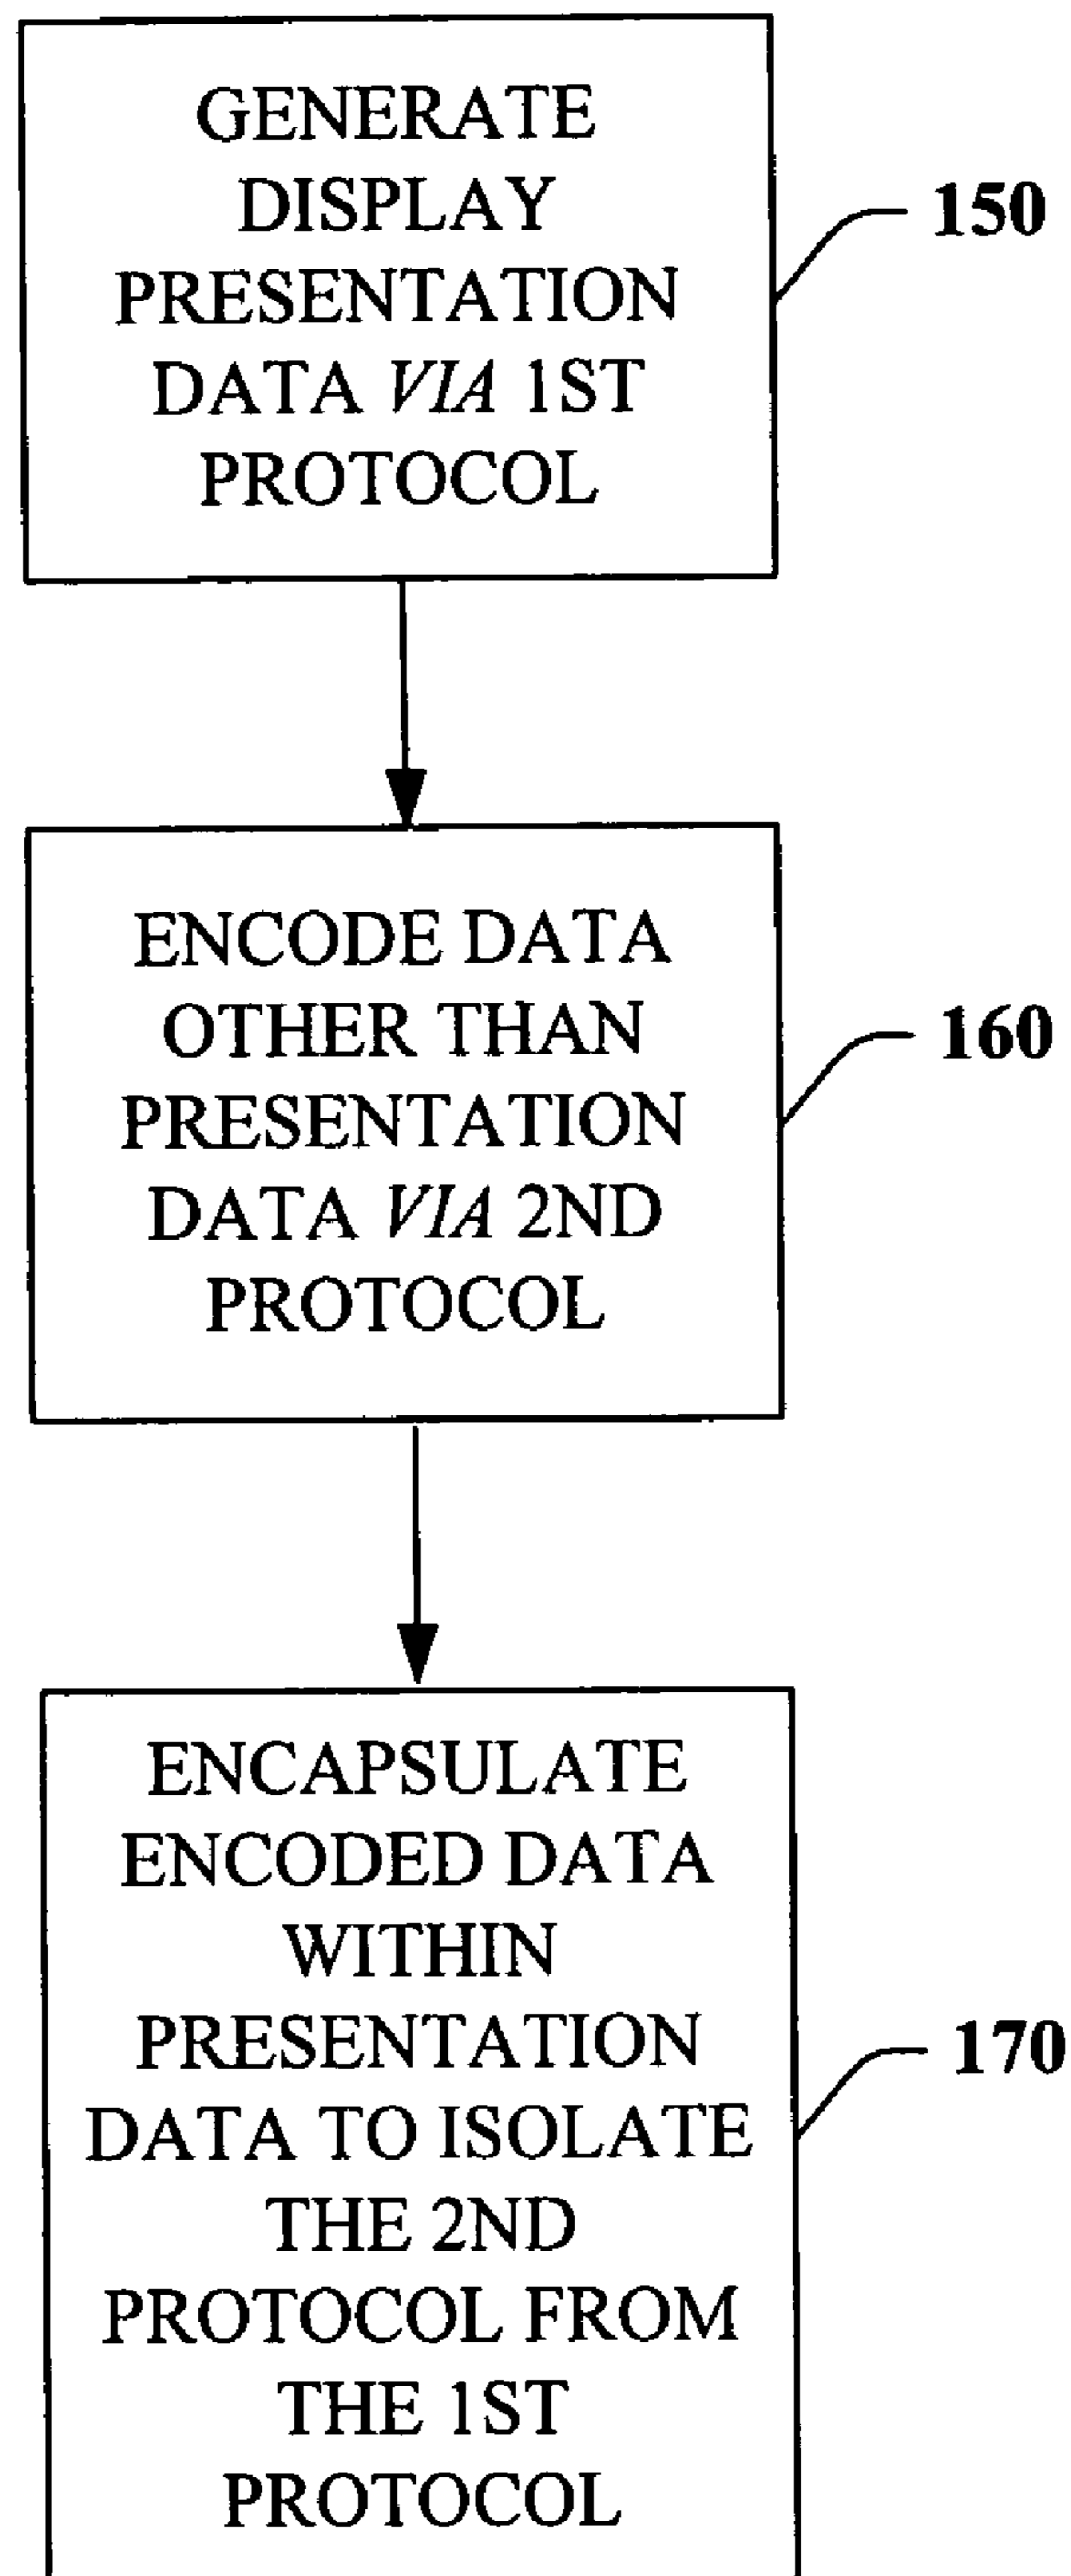 GENERATE
DISPLAY
PRESENTATION
DATA VIA 1ST
PROTOCOL
150
ENCODE DATA
OTHER THAN
PRESENTATION
DATA VIA 2ND
PROTOCOL
160
ENCAPSULATE
ENCODED DATA
WITHIN
PRESENTATION
DATA TO ISOLATE
THE 2ND
PROTOCOL FROM
THE 1ST
PROTOCOL
170